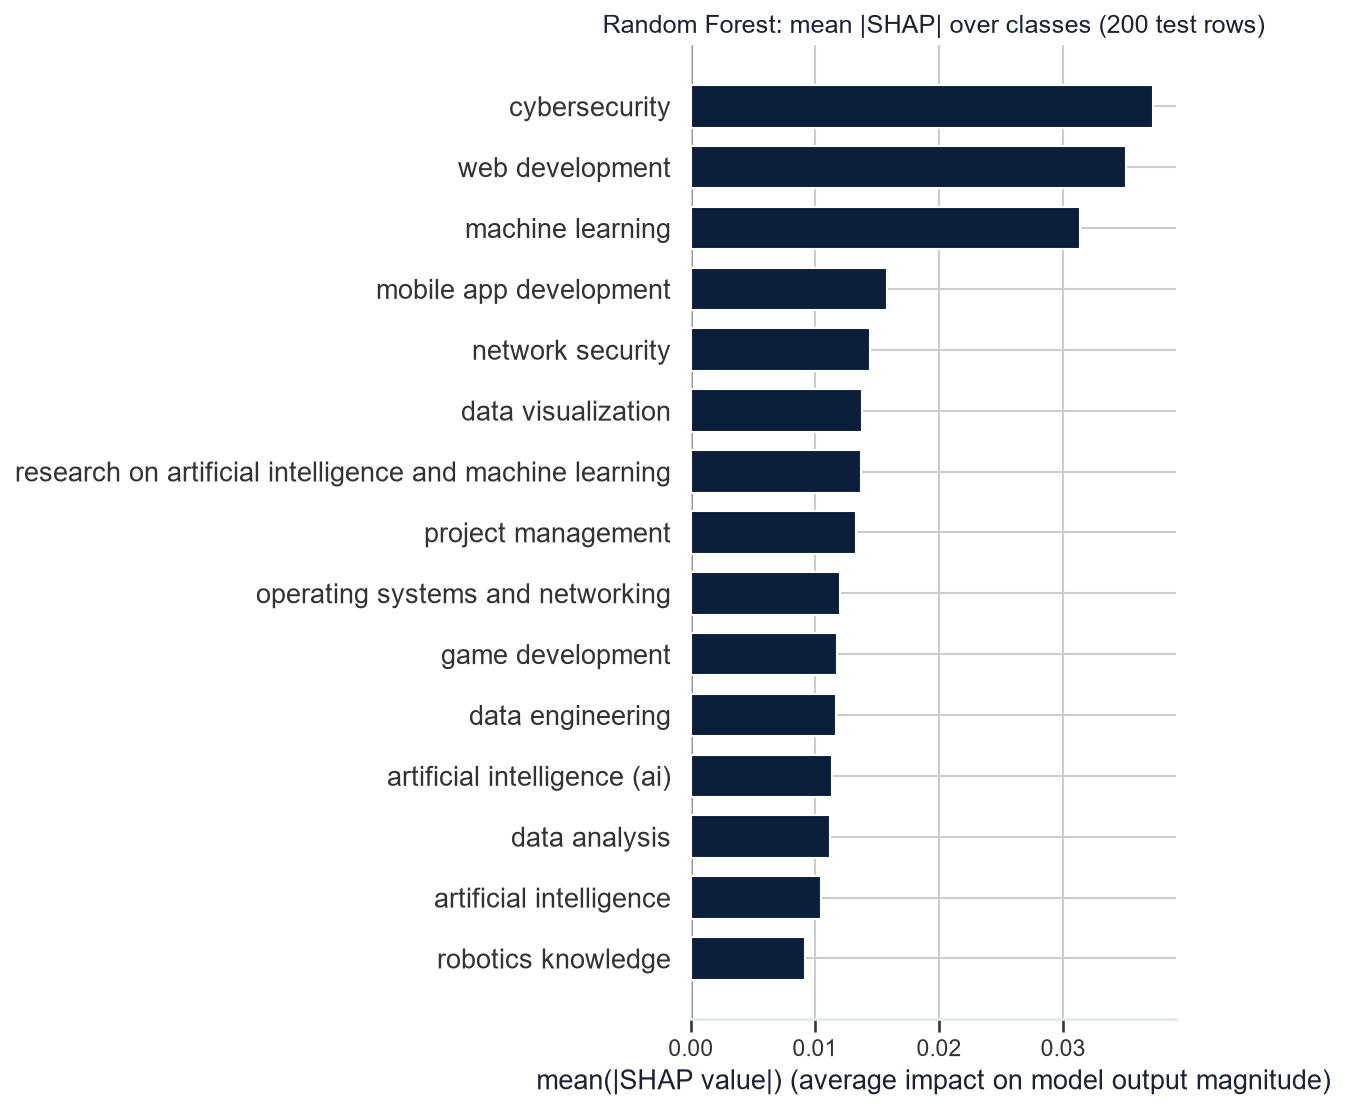 Random Forest: mean |SHAP| over classes (200 test rows)
cybersecurity
web development
machine learning
mobile app development
network security
data visualization
research on artificial intelligence and machine learning
project management
operating systems and networking
game development
data engineering
artificial intelligence (ai)
data analysis
artificial intelligence
robotics knowledge
0.00 0.01 0.02 0.03
mean(|SHAP value|) (average impact on model output magnitude)